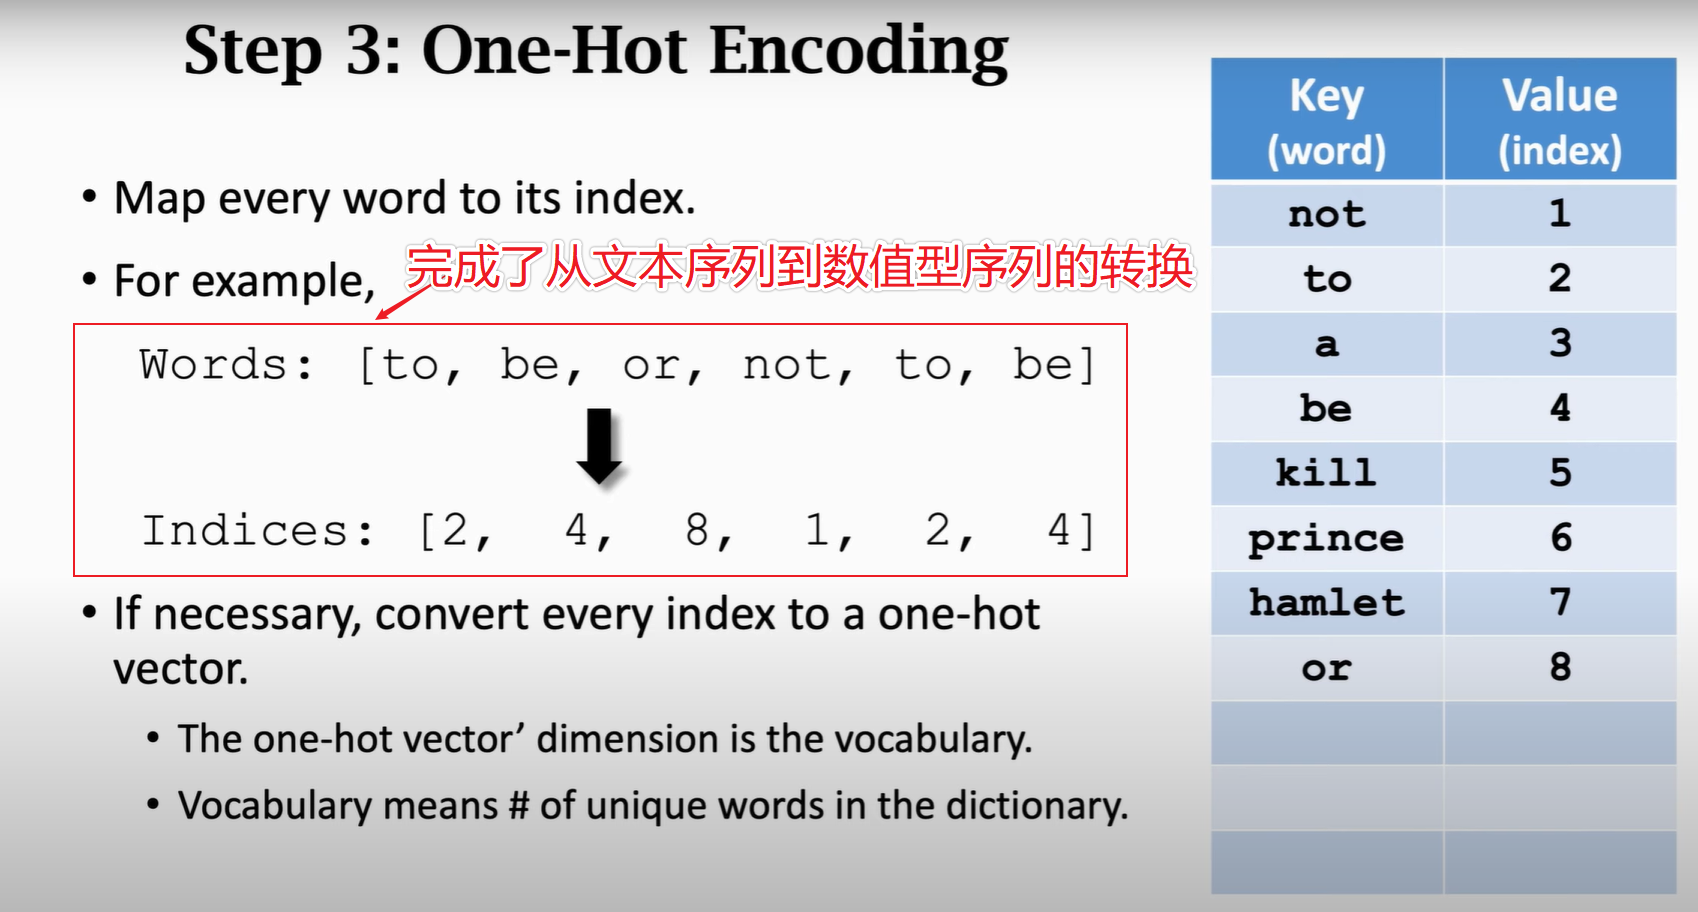 Step 3: One-Hot Encoding
• Map every word to its index.
• For example,
完成了从文本序列到数值型序列的转换
Words: [to, be, or, not, to, be]
Indices: [2, 4, 8, 1, 2, 4]
• If necessary, convert every index to a one-hot
vector.
• The one-hot vector’ dimension is the vocabulary.
• Vocabulary means # of unique words in the dictionary.
Key Value
(word) (index)
not 1
to 2
a 3
be 4
kill 5
prince 6
hamlet 7
or 8